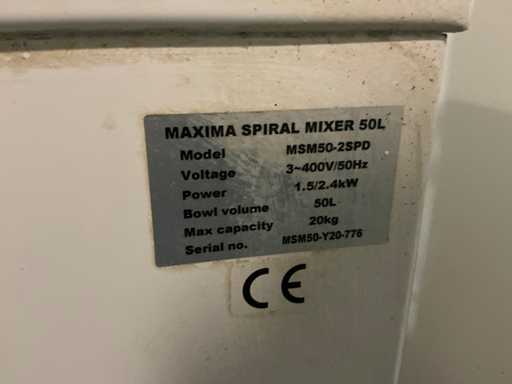 MAXIMA SPIRAL MIXER 50L
Model MSM50-2SPD
Voltage 3~400V/50Hz
Power 1.5/2.4kW
Bowl volume 50L
Max capacity 20kg
Serial no. MSM50-Y20-776
CE